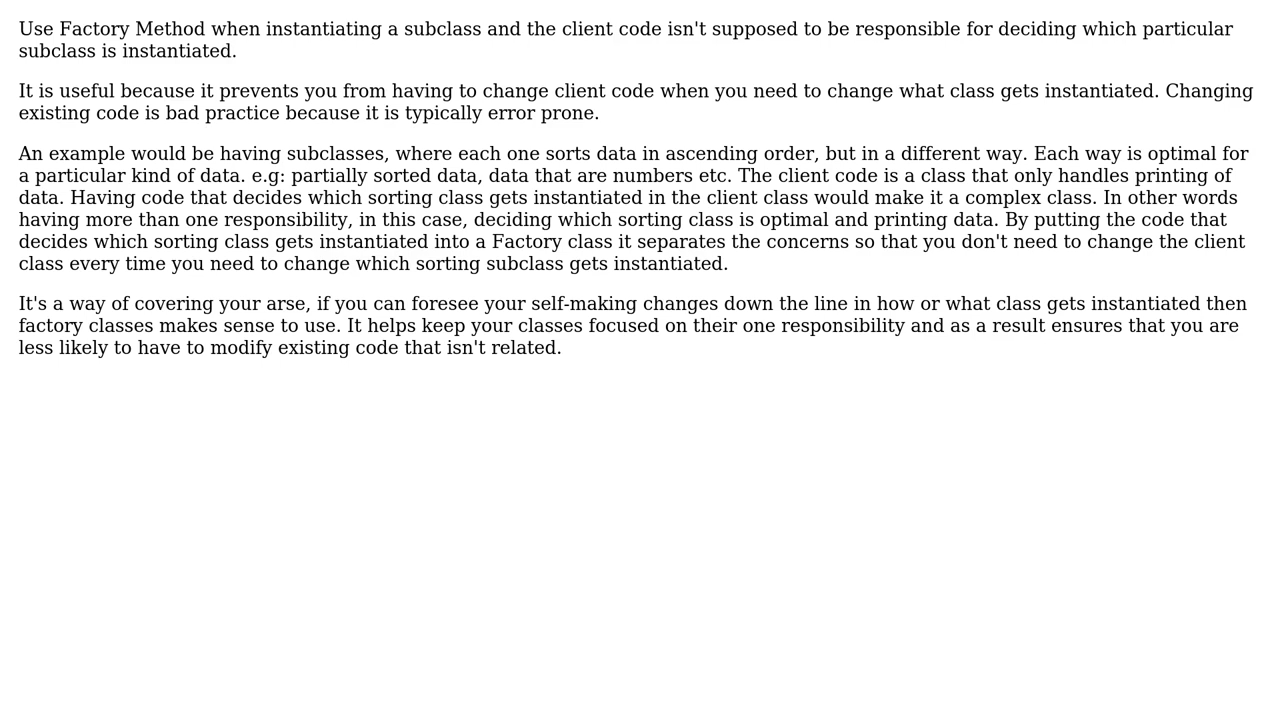 Use Factory Method when instantiating a subclass and the client code isn't supposed to be responsible for deciding which particular
subclass is instantiated.
It is useful because it prevents you from having to change client code when you need to change what class gets instantiated. Changing
existing code is bad practice because it is typically error prone.
An example would be having subclasses, where each one sorts data in ascending order, but in a different way. Each way is optimal for
a particular kind of data. e.g: partially sorted data, data that are numbers etc. The client code is a class that only handles printing of
data. Having code that decides which sorting class gets instantiated in the client class would make it a complex class. In other words
having more than one responsibility, in this case, deciding which sorting class is optimal and printing data. By putting the code that
decides which sorting class gets instantiated into a Factory class it separates the concerns so that you don't need to change the client
class every time you need to change which sorting subclass gets instantiated.
It's a way of covering your arse, if you can foresee your self-making changes down the line in how or what class gets instantiated then
factory classes makes sense to use. It helps keep your classes focused on their one responsibility and as a result ensures that you are
less likely to have to modify existing code that isn't related.